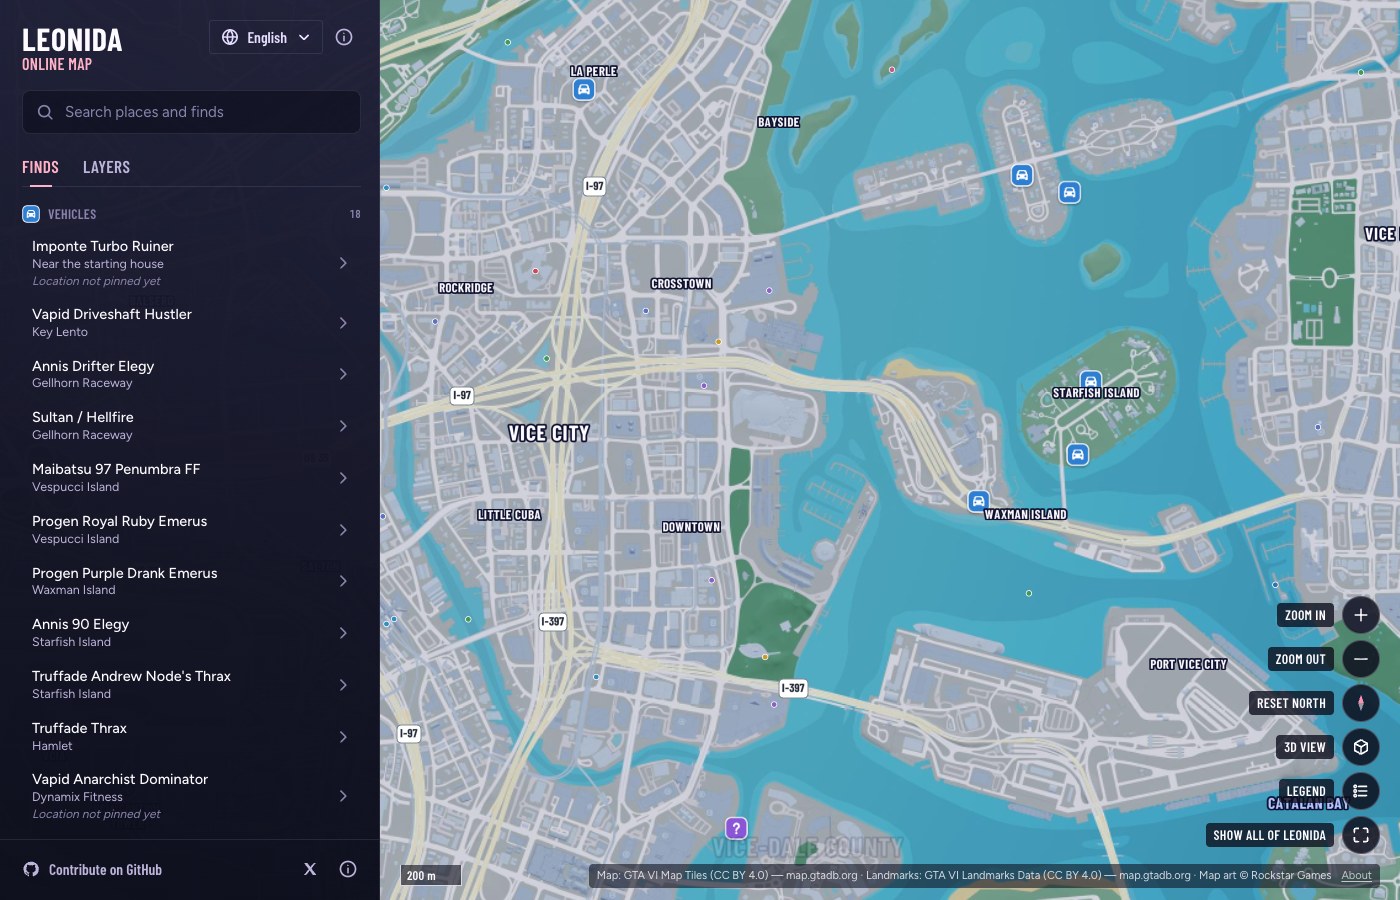 LEONIDA
ONLINE MAP
English
Search places and finds
FINDS
LAYERS
VEHICLES
18
Imponte Turbo Ruiner
Near the starting house
Location not pinned yet
Vapid Driveshaft Hustler
Key Lento
Annis Drifter Elegy
Gellhorn Raceway
Sultan / Hellfire
Gellhorn Raceway
Maibatsu 97 Penumbra FF
Vespucci Island
Progen Royal Ruby Emerus
Vespucci Island
Progen Purple Drank Emerus
Waxman Island
Annis 90 Elegy
Starfish Island
Truffade Andrew Node's Thrax
Starfish Island
Truffade Thrax
Hamlet
Vapid Anarchist Dominator
Dynamix Fitness
Location not pinned yet
Contribute on GitHub
X
LA PERLE
BAYSIDE
I-97
VICE
ROCKRIDGE
CROSSTOWN
I-97
STARFISH ISLAND
VICE CITY
LITTLE CUBA
DOWNTOWN
WAXMAN ISLAND
I-397
PORT VICE CITY
I-397
I-97
CATALAN BAY
?
VICE-DALE COUNTY
ZOOM IN
ZOOM OUT
RESET NORTH
3D VIEW
LEGEND
SHOW ALL OF LEONIDA
200 m
Map: GTA VI Map Tiles (CC BY 4.0) — map.gtadb.org · Landmarks: GTA VI Landmarks Data (CC BY 4.0) — map.gtadb.org · Map art © Rockstar Games About